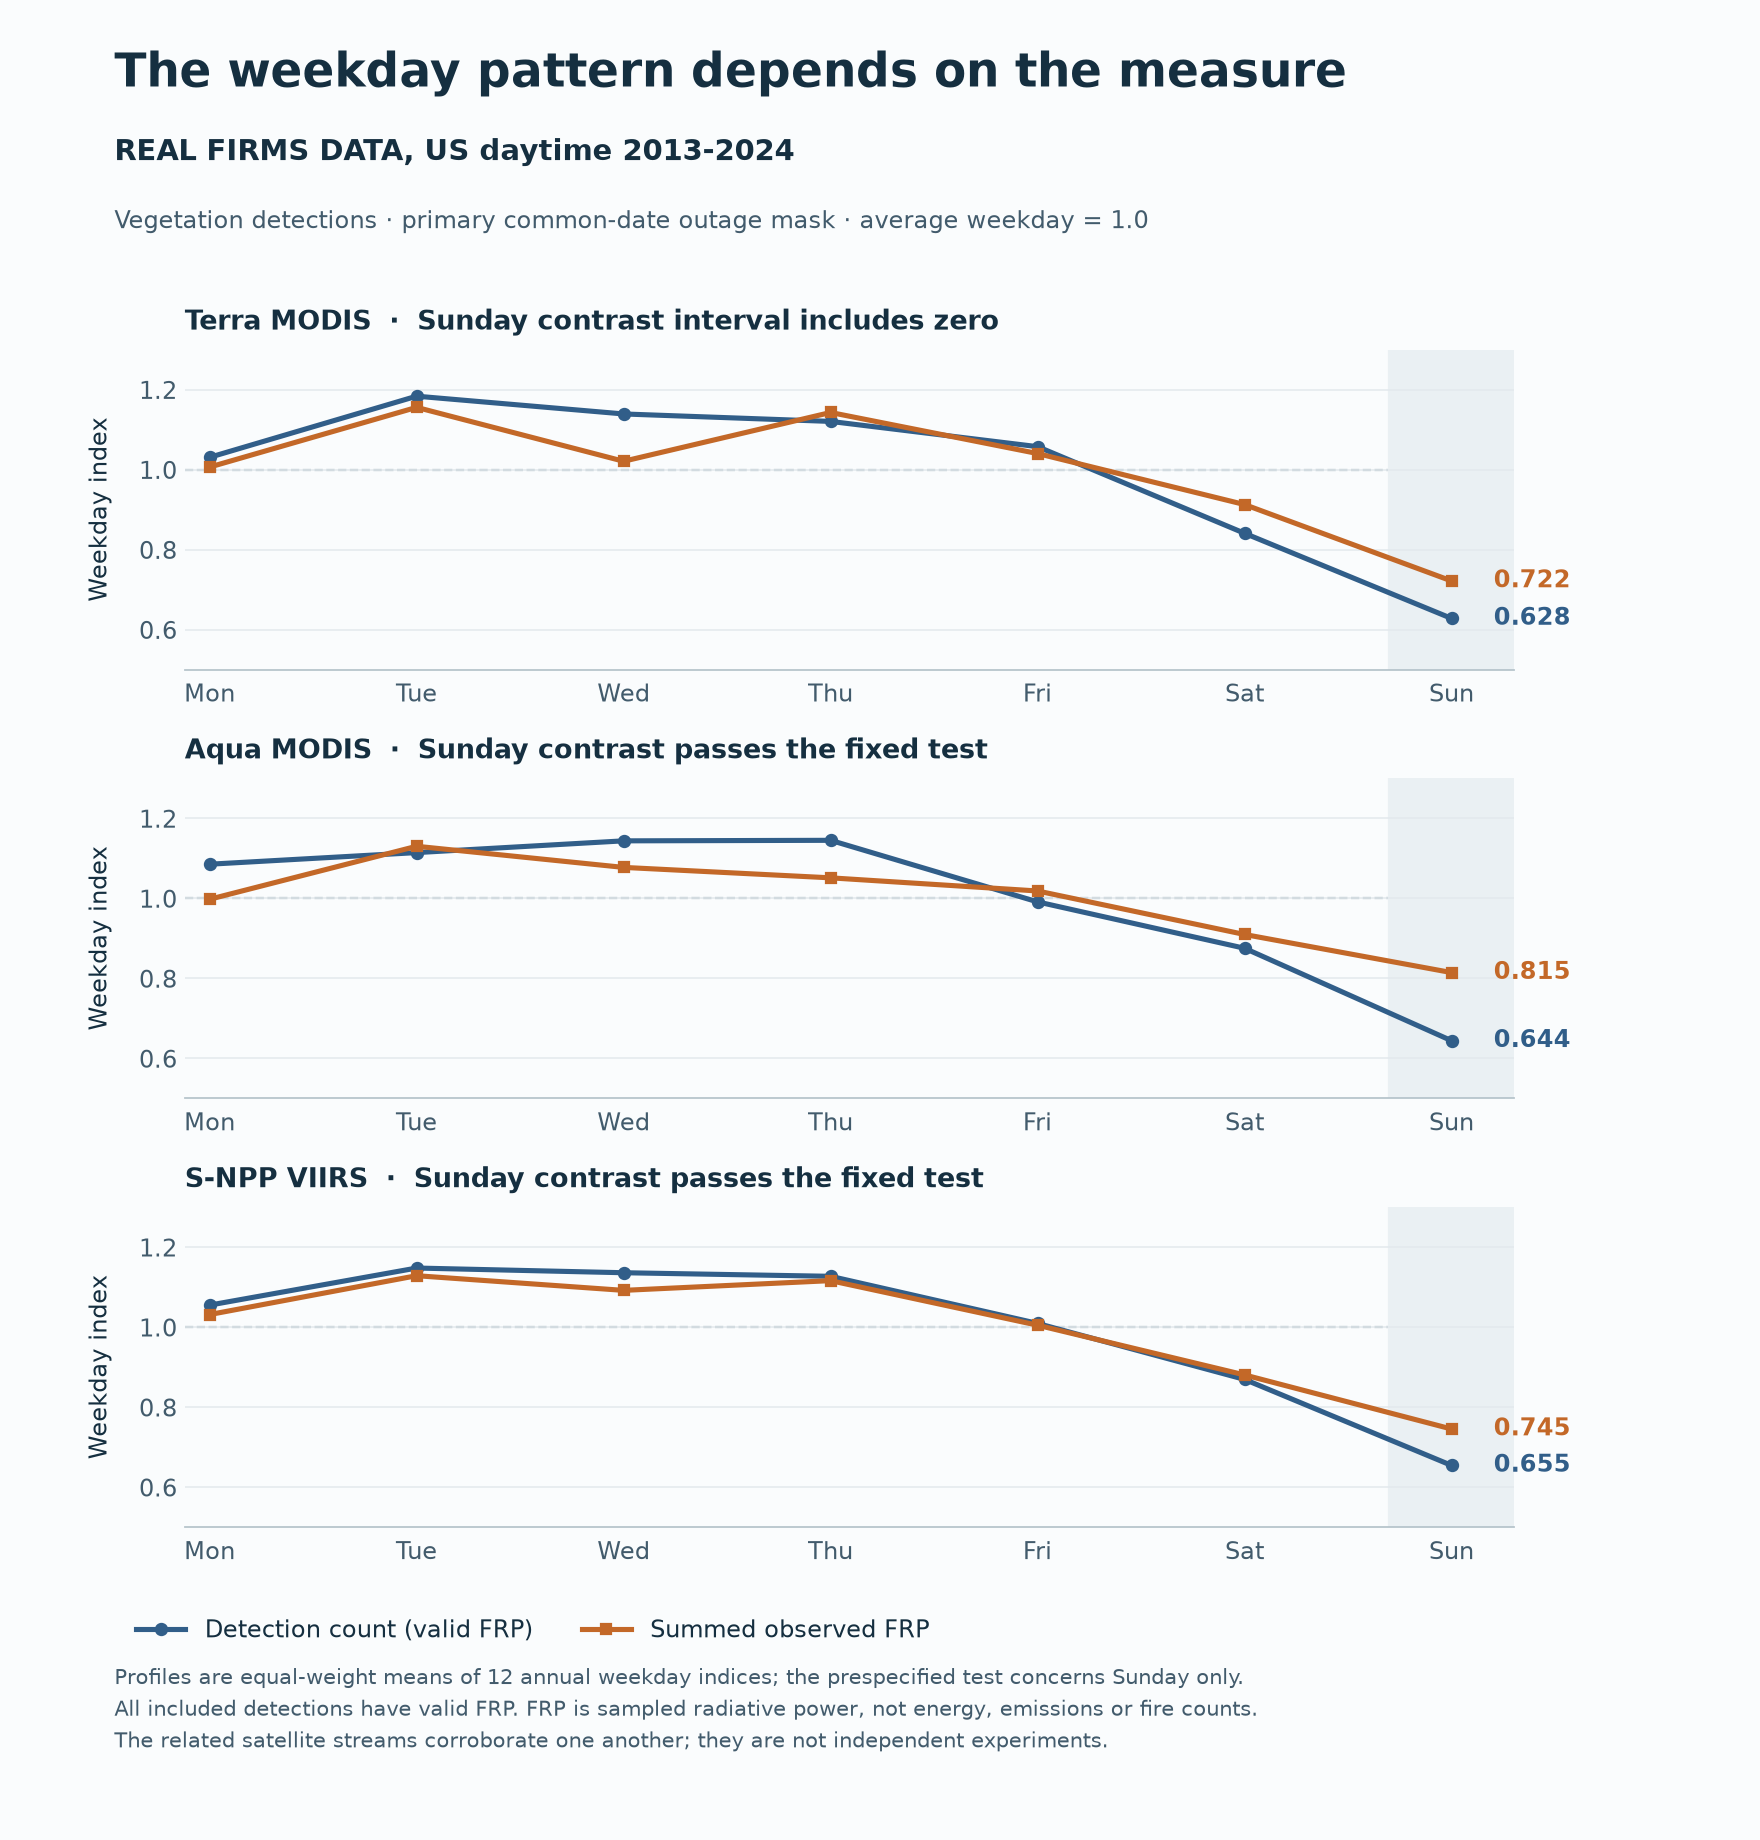 The weekday pattern depends on the measure
REAL FIRMS DATA, US daytime 2013-2024
Vegetation detections · primary common-date outage mask · average weekday = 1.0
Terra MODIS · Sunday contrast interval includes zero
Weekday index
1.2
1.0
0.8
0.6
0.722
0.628
Mon Tue Wed Thu Fri Sat Sun
Aqua MODIS · Sunday contrast passes the fixed test
Weekday index
1.2
1.0
0.8
0.6
0.815
0.644
Mon Tue Wed Thu Fri Sat Sun
S-NPP VIIRS · Sunday contrast passes the fixed test
Weekday index
1.2
1.0
0.8
0.6
0.745
0.655
Mon Tue Wed Thu Fri Sat Sun
Detection count (valid FRP) Summed observed FRP
Profiles are equal-weight means of 12 annual weekday indices; the prespecified test concerns Sunday only.
All included detections have valid FRP. FRP is sampled radiative power, not energy, emissions or fire counts.
The related satellite streams corroborate one another; they are not independent experiments.